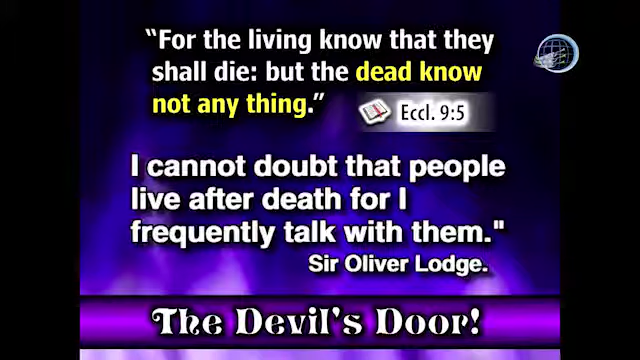 “For the living know that they
shall die: but the dead know
not any thing.”
Eccl. 9:5
I cannot doubt that people
live after death for I
frequently talk with them."
Sir Oliver Lodge.
The Devil's Door!